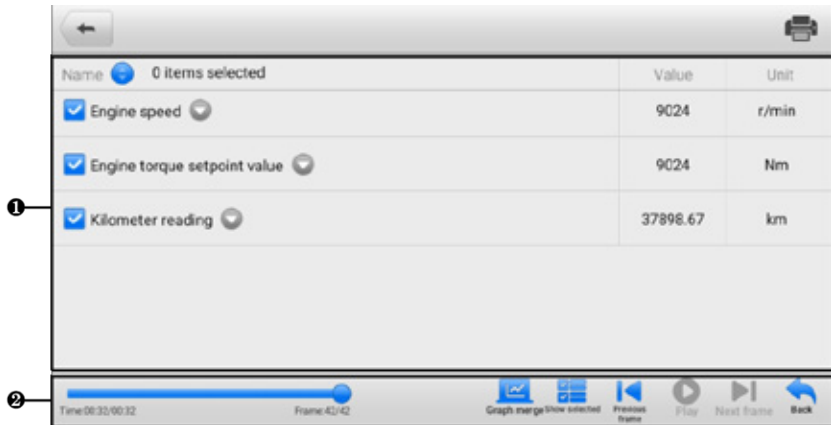 Name 0 items selected Value Unit
Engine speed 9024 r/min
Engine torque setpoint value 9024 Nm
❶
Kilometer reading 37898.67 km
❷
Time:00:32/00:32 Frame:42/42 Graph merge Show selected Previous frame Play Next frame Back